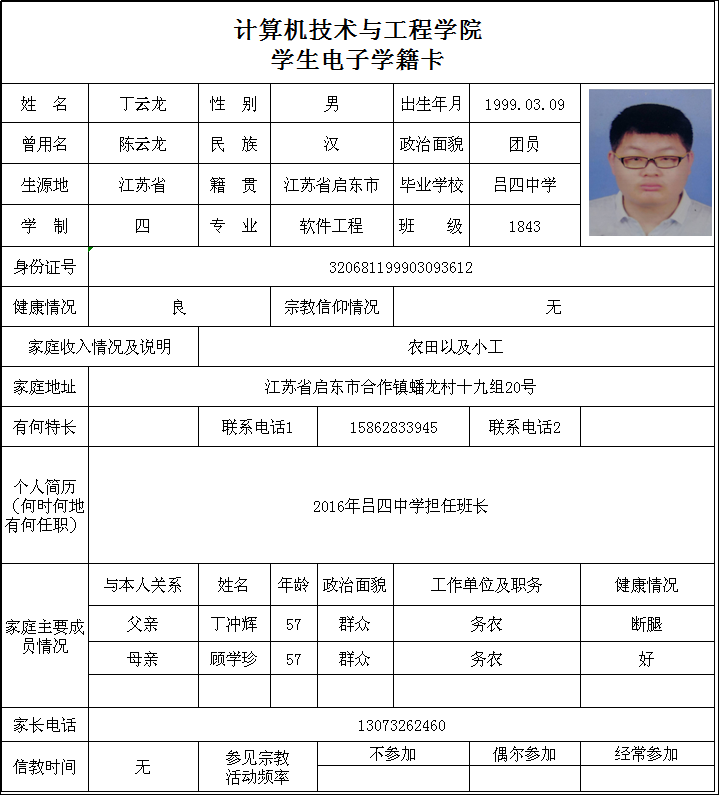 计算机技术与工程学院
学生电子学籍卡
姓 名 丁云龙 性 别 男 出生年月 1999.03.09
曾用名 陈云龙 民 族 汉 政治面貌 团员
生源地 江苏省 籍 贯 江苏省启东市 毕业学校 吕四中学
学 制 四 专 业 软件工程 班 级 1843
身份证号 320681199903093612
健康情况 良 宗教信仰情况 无
家庭收入情况及说明 农田以及小工
家庭地址 江苏省启东市合作镇蟠龙村十九组20号
有何特长 联系电话1 15862833945 联系电话2
个人简历
（何时何地
有何任职）
2016年吕四中学担任班长
家庭主要成
员情况
与本人关系 姓名 年龄 政治面貌 工作单位及职务 健康情况
父亲 丁冲辉 57 群众 务农 断腿
母亲 顾学珍 57 群众 务农 好
家长电话 13073262460
信教时间 无
参见宗教
活动频率
不参加 偶尔参加 经常参加